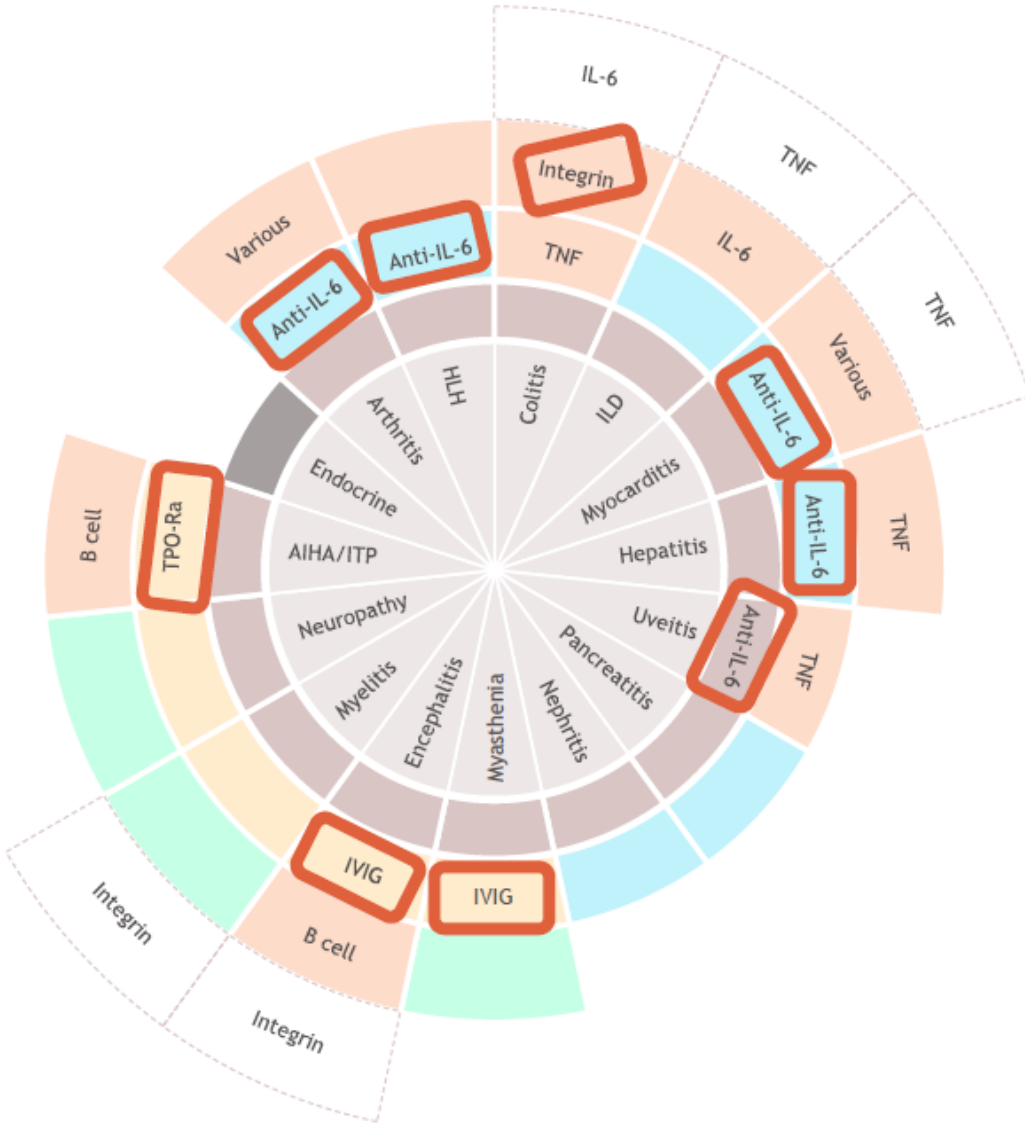 IL-6
TNF
TNF
Integrin
IL-6
Various
TNF
TNF
TNF
Anti-IL-6
Anti-IL-6
Anti-IL-6
Various
Anti-IL-6
Anti-IL-6
HLH
Colitis
ILD
Myocarditis
Hepatitis
Uveitis
Pancreatitis
Nephritis
Myasthenia
Encephalitis
Myelitis
Neuropathy
AIHA/ITP
Endocrine
Arthritis
TPO-Ra
B cell
IVIG
IVIG
B cell
Integrin
Integrin